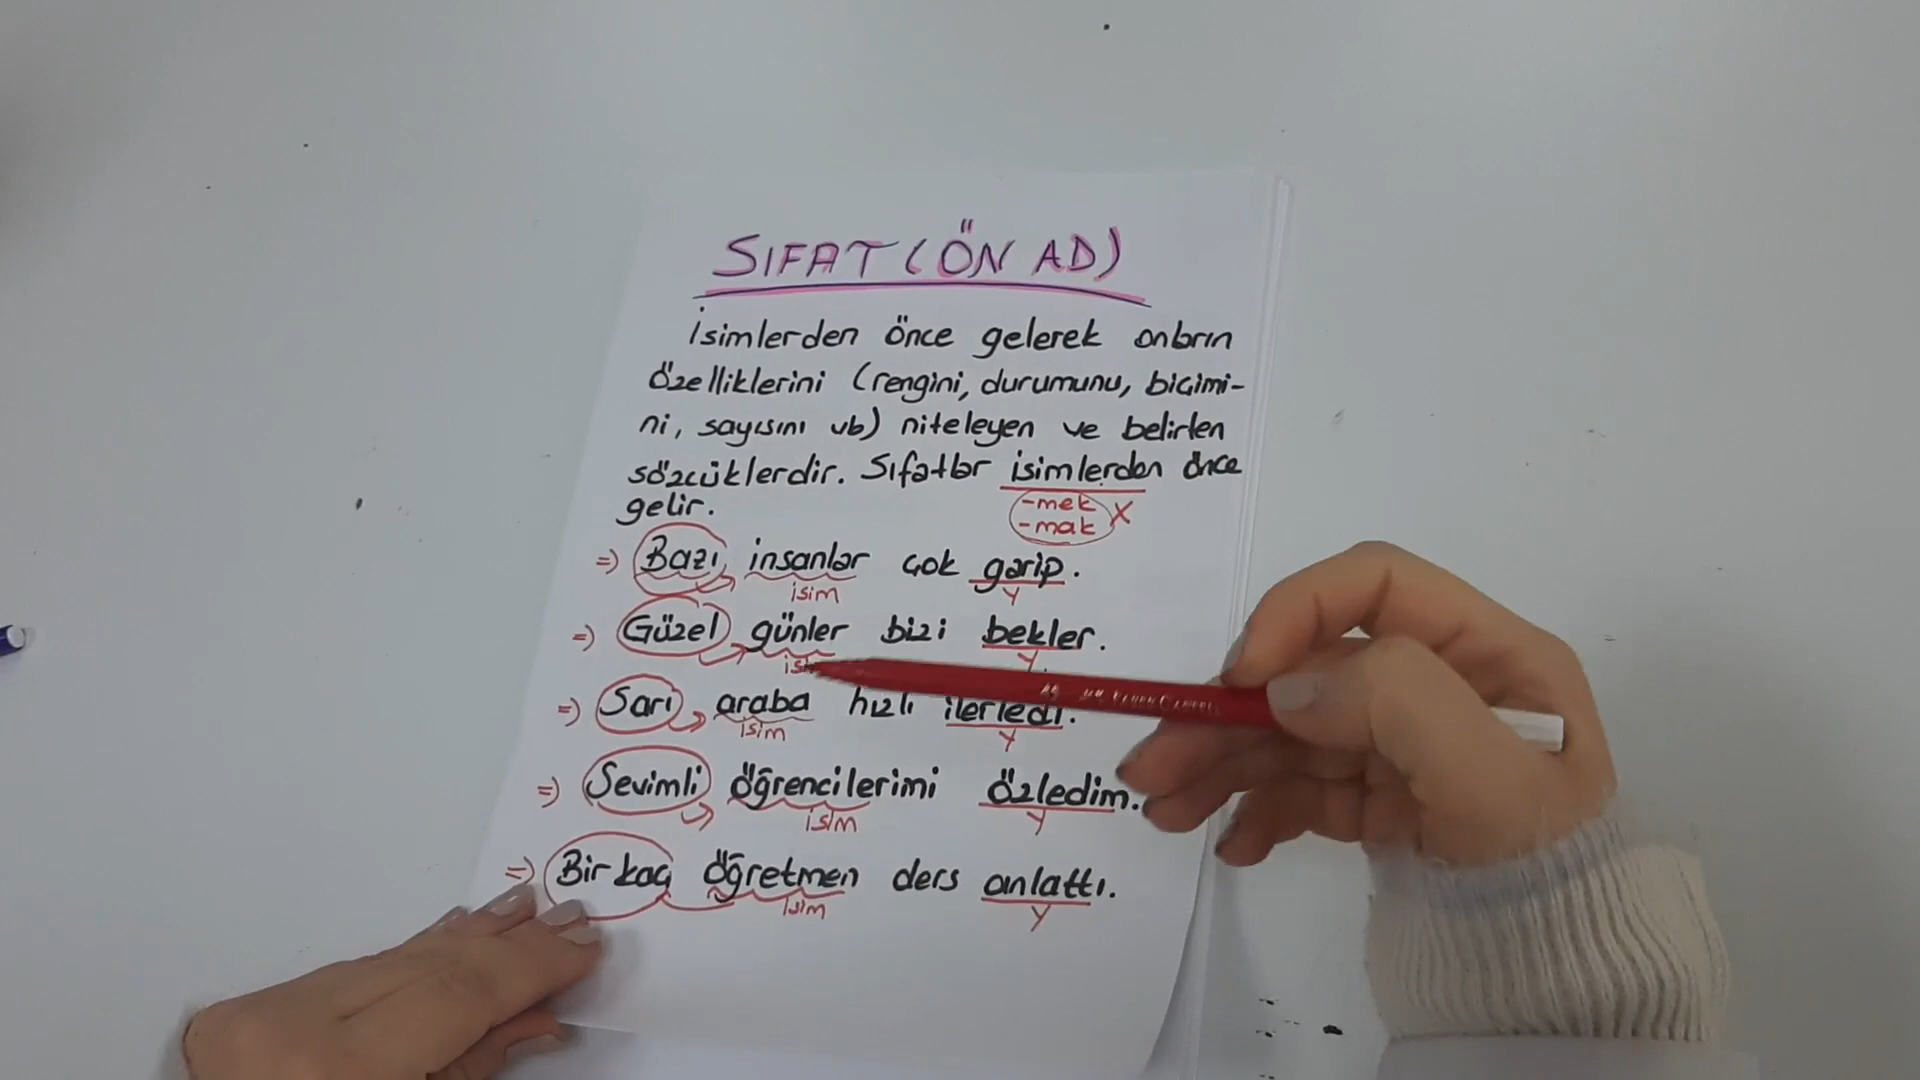 SIFAT (ÖN AD)
İsimlerden önce gelerek onların
özelliklerini (rengini, durumunu, biçimi-
ni, sayısını vb) niteleyen ve belirten
sözcüklerdir. Sıfatlar isimlerden önce
gelir.
-mek
-mak X
=> Bazı insanlar çok garip.
isim Y
=> Güzel günler bizi bekler.
Y
=> Sarı araba hızlı ilerledi.
isim Y
=> Sevimli öğrencilerimi özledim.
isim Y
=> Bir kaç öğretmen ders anlattı.
isim Y